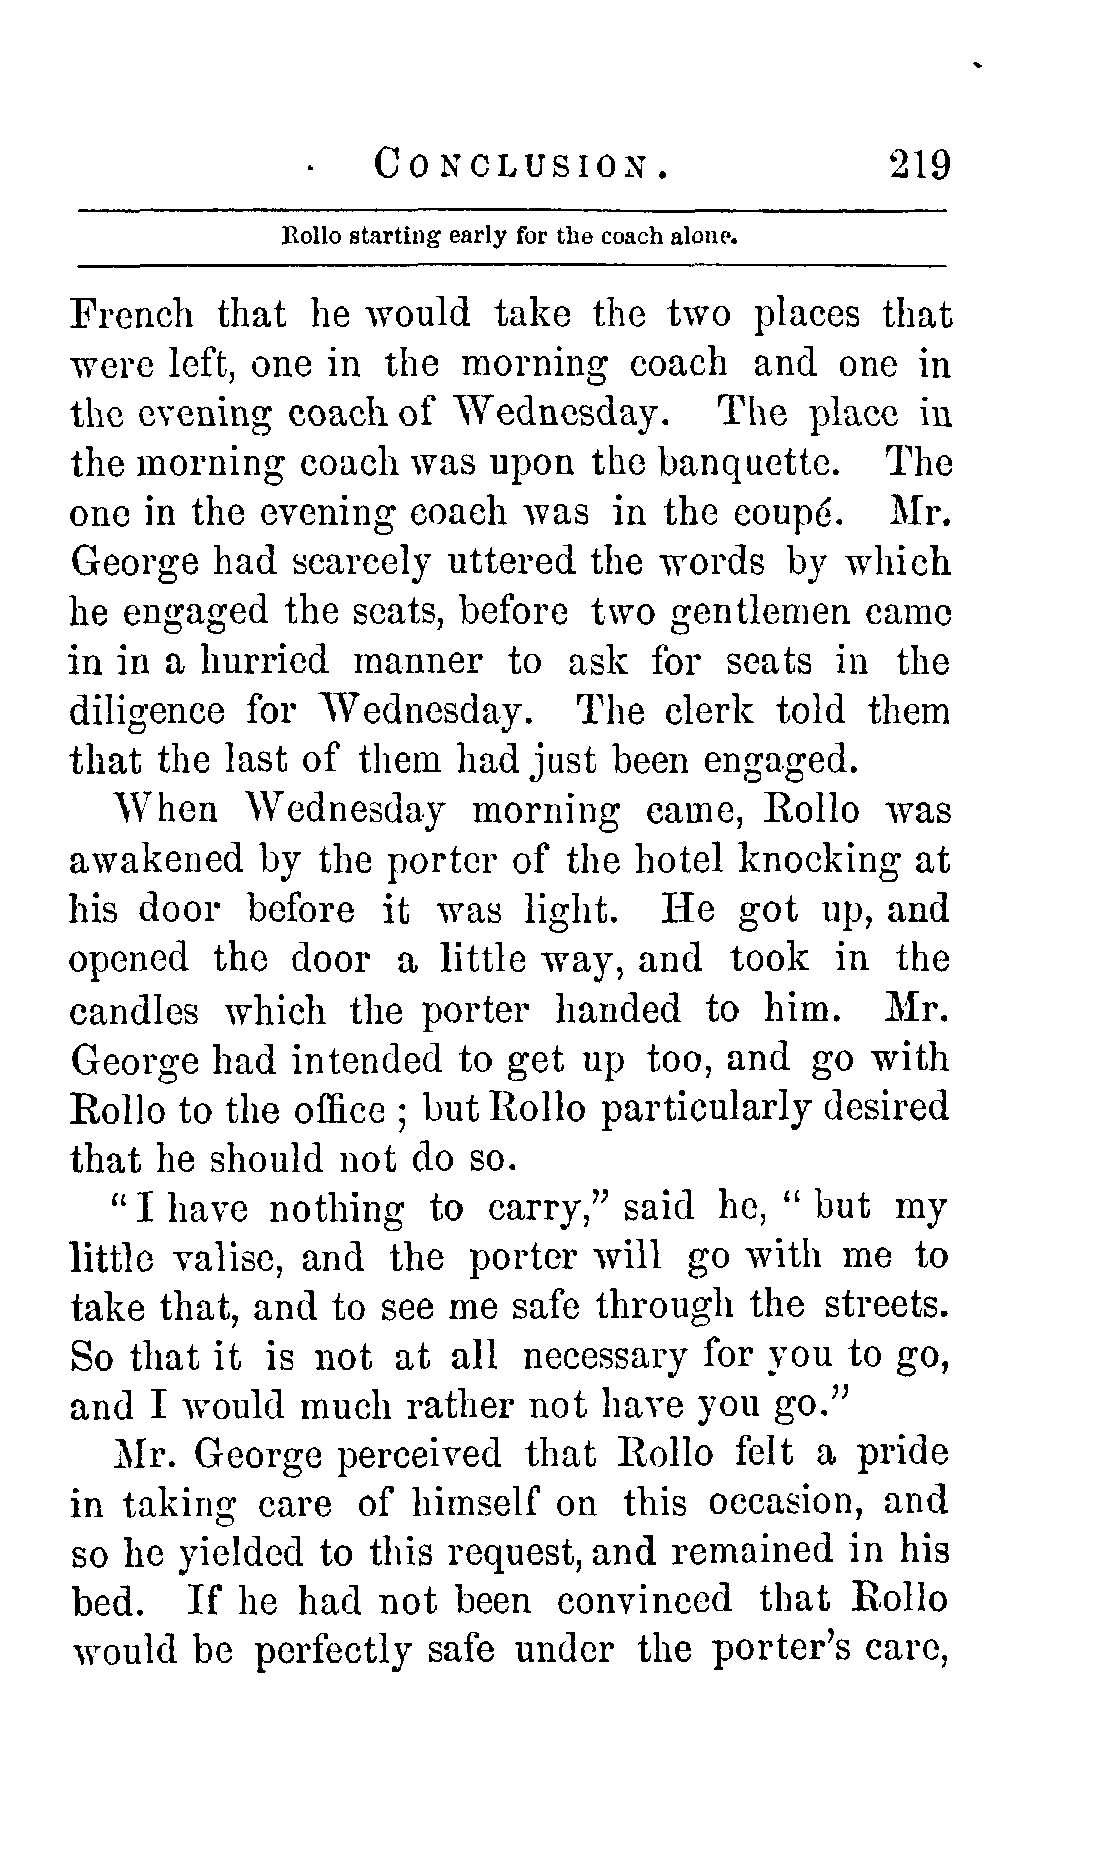 CONCLUSION. 219
Rollo starting early for the coach alone.
French that he would take the two places that
were left, one in the morning coach and one in
the evening coach of Wednesday. The place in
the morning coach was upon the banquette. The
one in the evening coach was in the coupé. Mr.
George had scarcely uttered the words by which
he engaged the seats, before two gentlemen came
in in a hurried manner to ask for seats in the
diligence for Wednesday. The clerk told them
that the last of them had just been engaged.
When Wednesday morning came, Rollo was
awakened by the porter of the hotel knocking at
his door before it was light. He got up, and
opened the door a little way, and took in the
candles which the porter handed to him. Mr.
George had intended to get up too, and go with
Rollo to the office; but Rollo particularly desired
that he should not do so.
"I have nothing to carry," said he, "but my
little valise, and the porter will go with me to
take that, and to see me safe through the streets.
So that it is not at all necessary for you to go,
and I would much rather not have you go."
Mr. George perceived that Rollo felt a pride
in taking care of himself on this occasion, and
so he yielded to this request, and remained in his
bed. If he had not been convinced that Rollo
would be perfectly safe under the porter's care,